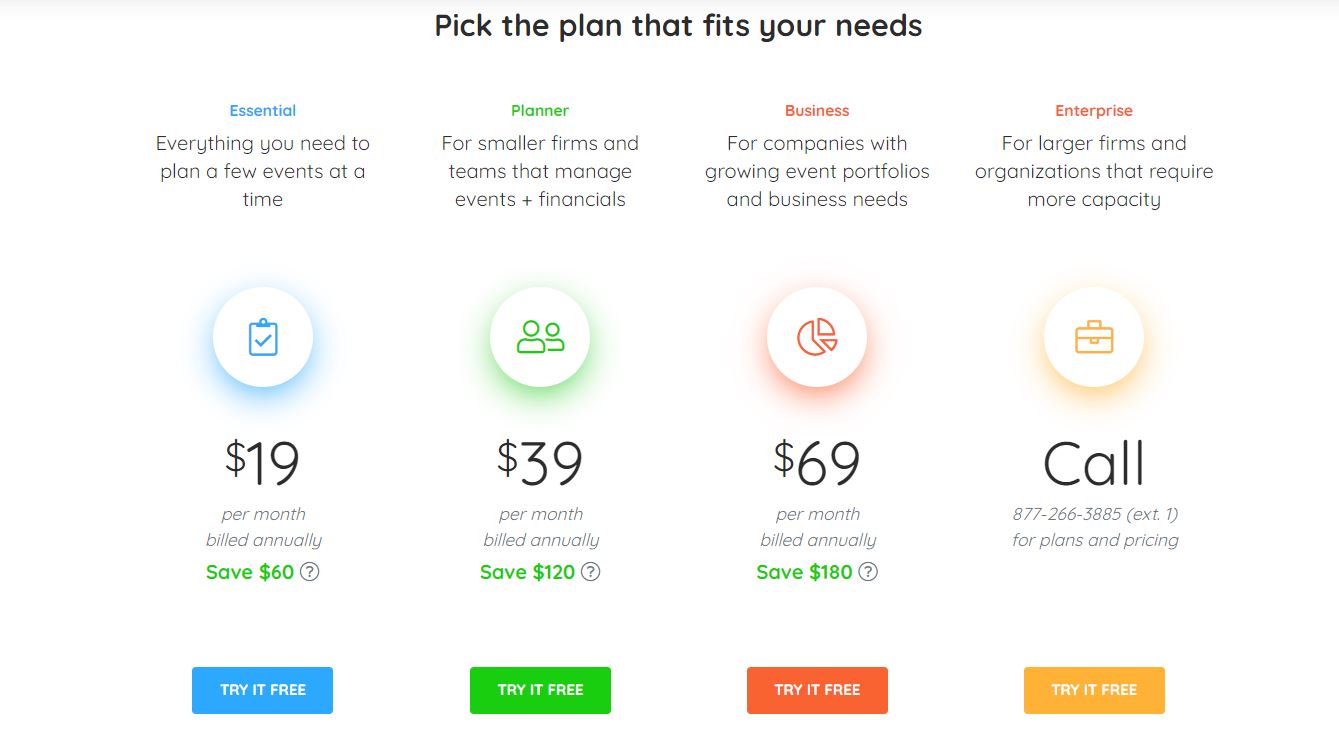 Pick the plan that fits your needs
Essential
Everything you need to
plan a few events at a
time
$19
per month
billed annually
Save $60 ?
TRY IT FREE
Planner
For smaller firms and
teams that manage
events + financials
$39
per month
billed annually
Save $120 ?
TRY IT FREE
Business
For companies with
growing event portfolios
and business needs
$69
per month
billed annually
Save $180 ?
TRY IT FREE
Enterprise
For larger firms and
organizations that require
more capacity
Call
877-266-3885 (ext. 1)
for plans and pricing
TRY IT FREE